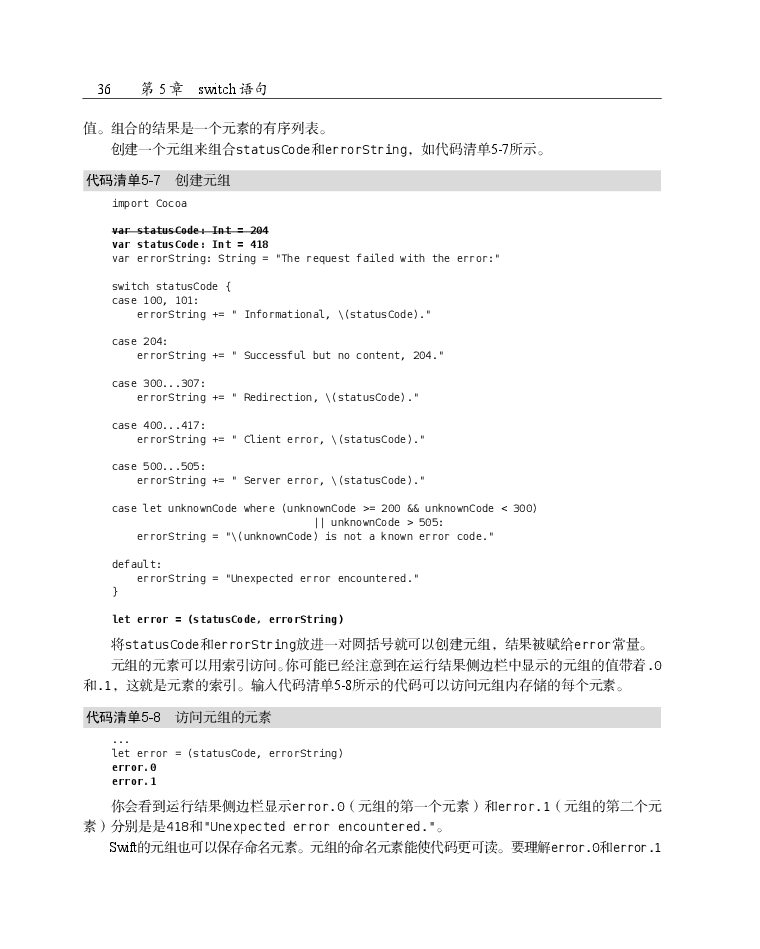 36 第 5 章 switch 语句
值。组合的结果是一个元素的有序列表。
创建一个元组来组合statusCode和errorString，如代码清单5-7所示。
代码清单5-7 创建元组
import Cocoa
var statusCode: Int = 204
var statusCode: Int = 418
var errorString: String = "The request failed with the error:"
switch statusCode {
case 100, 101:
    errorString += " Informational, \(statusCode)."
case 204:
    errorString += " Successful but no content, 204."
case 300...307:
    errorString += " Redirection, \(statusCode)."
case 400...417:
    errorString += " Client error, \(statusCode)."
case 500...505:
    errorString += " Server error, \(statusCode)."
case let unknownCode where (unknownCode >= 200 && unknownCode < 300)
                                || unknownCode > 505:
    errorString = "\(unknownCode) is not a known error code."
default:
    errorString = "Unexpected error encountered."
}
let error = (statusCode, errorString)
将statusCode和errorString放进一对圆括号就可以创建元组，结果被赋给error常量。
元组的元素可以用索引访问。你可能已经注意到在运行结果侧边栏中显示的元组的值带着.0
和.1，这就是元素的索引。输入代码清单5-8所示的代码可以访问元组内存储的每个元素。
代码清单5-8 访问元组的元素
...
let error = (statusCode, errorString)
error.0
error.1
你会看到运行结果侧边栏显示error.0（元组的第一个元素）和error.1（元组的第二个元
素）分别是是418和"Unexpected error encountered."。
Swift的元组也可以保存命名元素。元组的命名元素能使代码更可读。要理解error.0和error.1